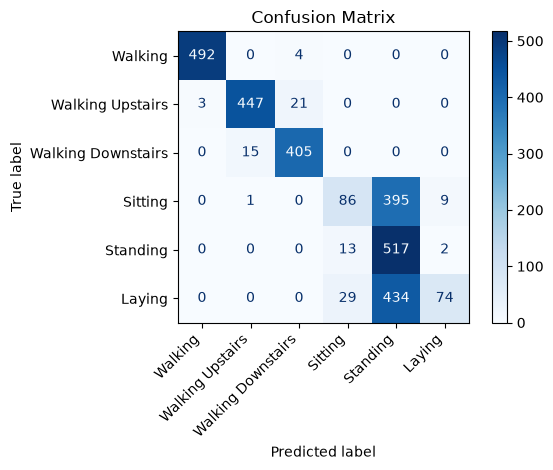 Confusion Matrix
True label
Walking 492 0 4 0 0 0
Walking Upstairs 3 447 21 0 0 0
Walking Downstairs 0 15 405 0 0 0
Sitting 0 1 0 86 395 9
Standing 0 0 0 13 517 2
Laying 0 0 0 29 434 74
Walking
Walking Upstairs
Walking Downstairs
Sitting
Standing
Laying
Predicted label
500
400
300
200
100
0